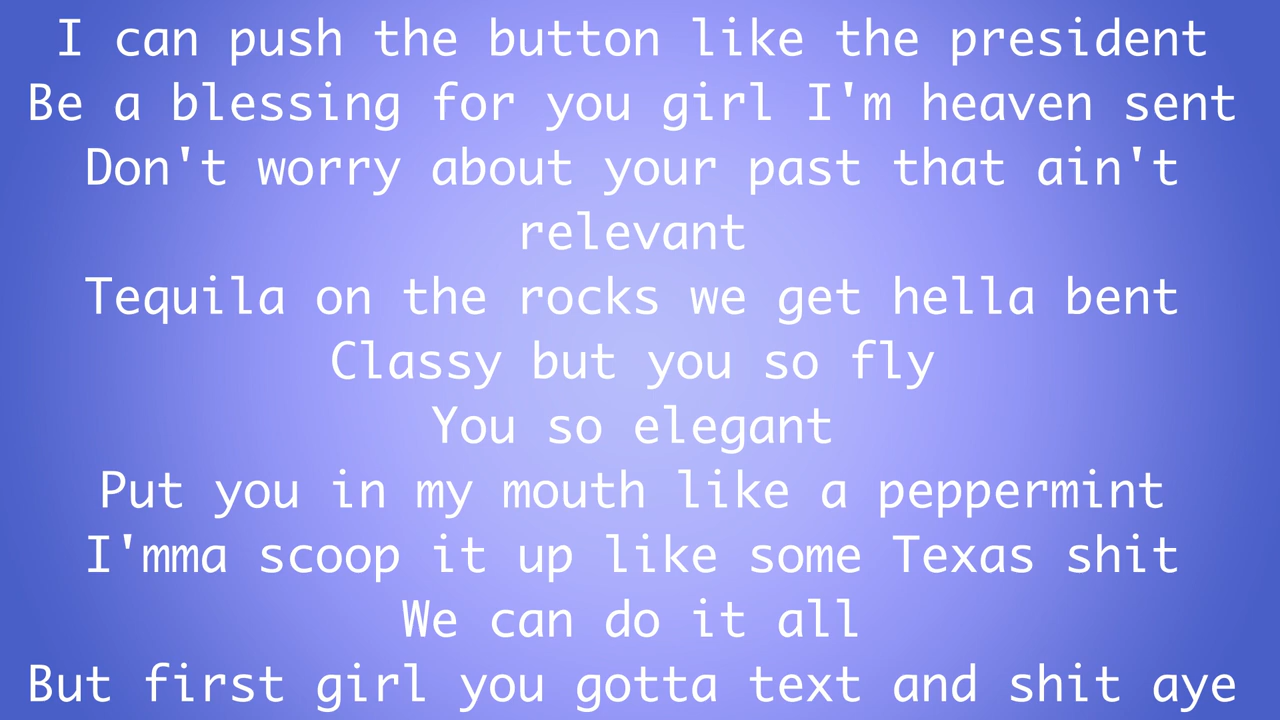 I can push the button like the president
Be a blessing for you girl I'm heaven sent
Don't worry about your past that ain't
relevant
Tequila on the rocks we get hella bent
Classy but you so fly
You so elegant
Put you in my mouth like a peppermint
I'mma scoop it up like some Texas shit
We can do it all
But first girl you gotta text and shit aye